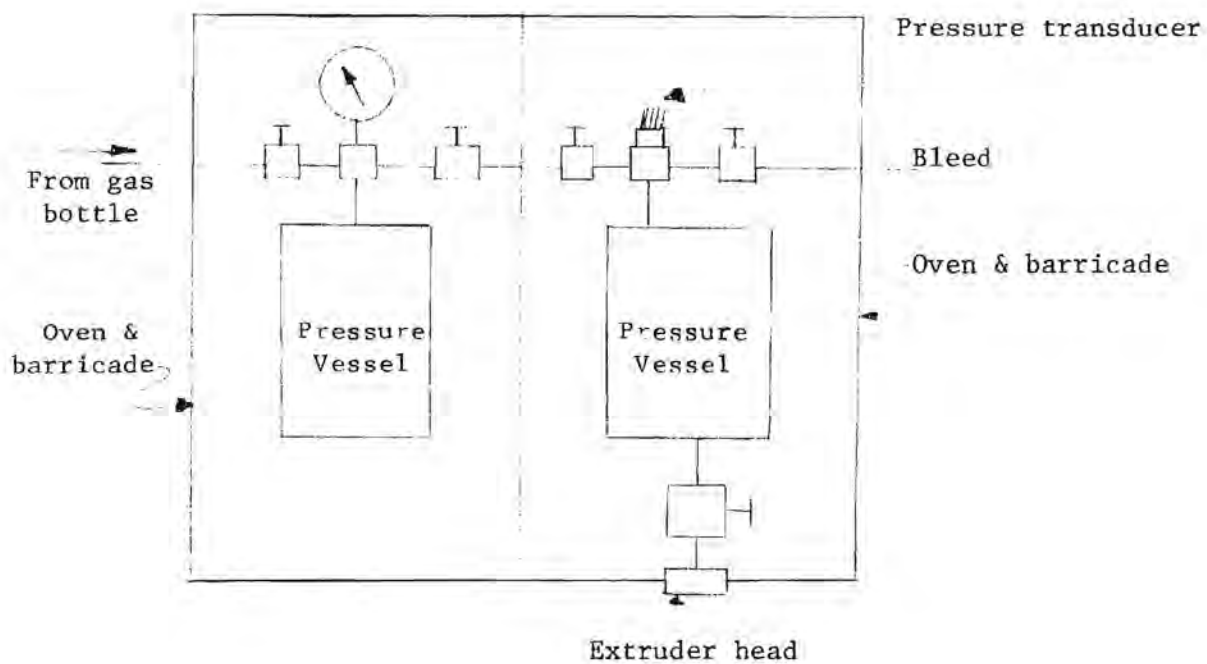 Pressure transducer
From gas
bottle
Bleed
Oven & barricade
Oven &
barricade
Pressure
Vessel
Pressure
Vessel
Extruder head